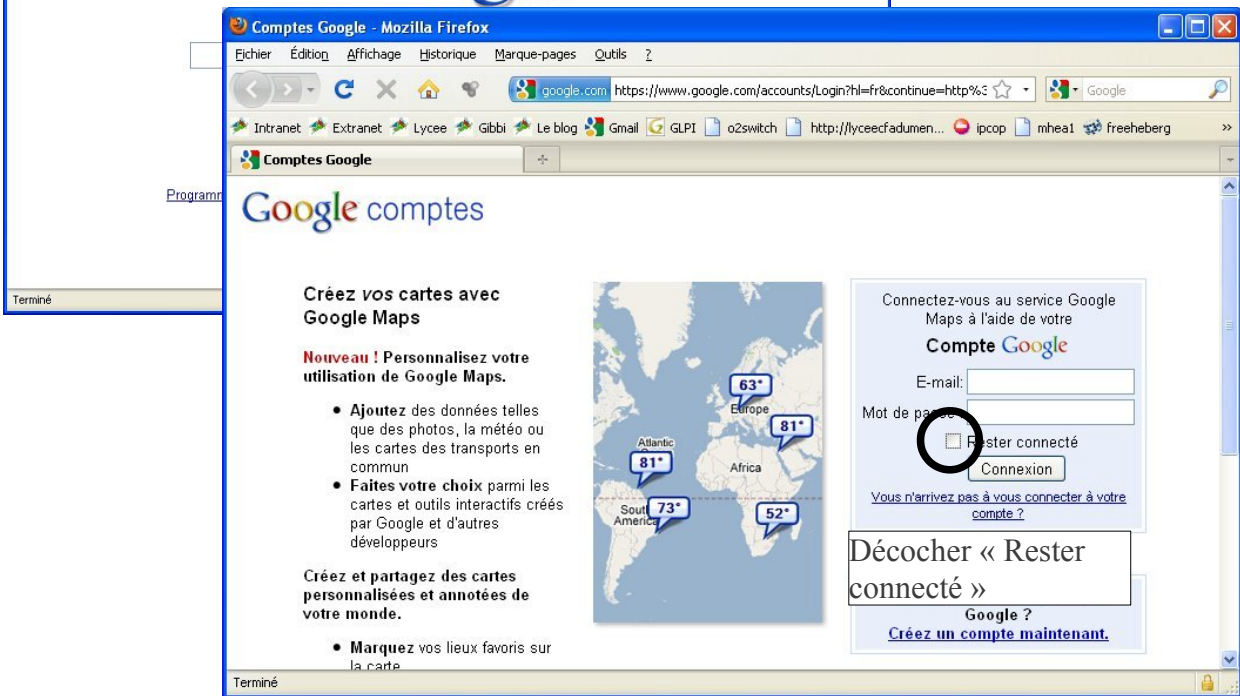 Comptes Google - Mozilla Firefox
Fichier Édition Affichage Historique Marque-pages Outils ?
google.com https://www.google.com/accounts/Login?hl=fr&continue=http%3 Google
Intranet Extranet Lycee Gibbi Le blog Gmail GLPI o2switch http://lyceecfadumen... ipcop mhea1 freeheberg »
Comptes Google
Programm
Terminé
Google comptes
Créez vos cartes avec
Google Maps
Nouveau ! Personnalisez votre
utilisation de Google Maps.
• Ajoutez des données telles
que des photos, la météo ou
les cartes des transports en
commun
• Faites votre choix parmi les
cartes et outils interactifs créés
par Google et d'autres
développeurs
Créez et partagez des cartes
personnalisées et annotées de
votre monde.
• Marquez vos lieux favoris sur
la carte
63°
Europe
81°
Atlantic
81°
Africa
South
America
73°
52°
Connectez-vous au service Google
Maps à l'aide de votre
Compte Google
E-mail:
Mot de passe
Rester connecté
Connexion
Vous n'arrivez pas à vous connecter à votre
compte ?
Décocher « Rester
connecté »
Google ?
Créez un compte maintenant.
Terminé